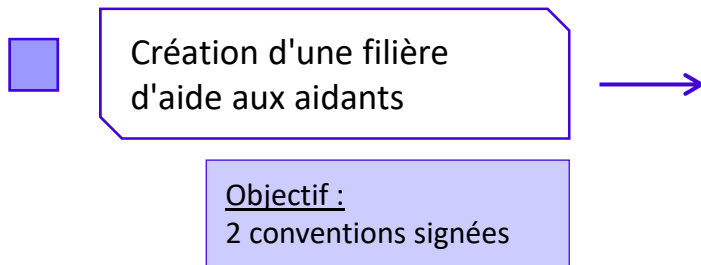 Création d'une filière
d'aide aux aidants
Objectif :
2 conventions signées